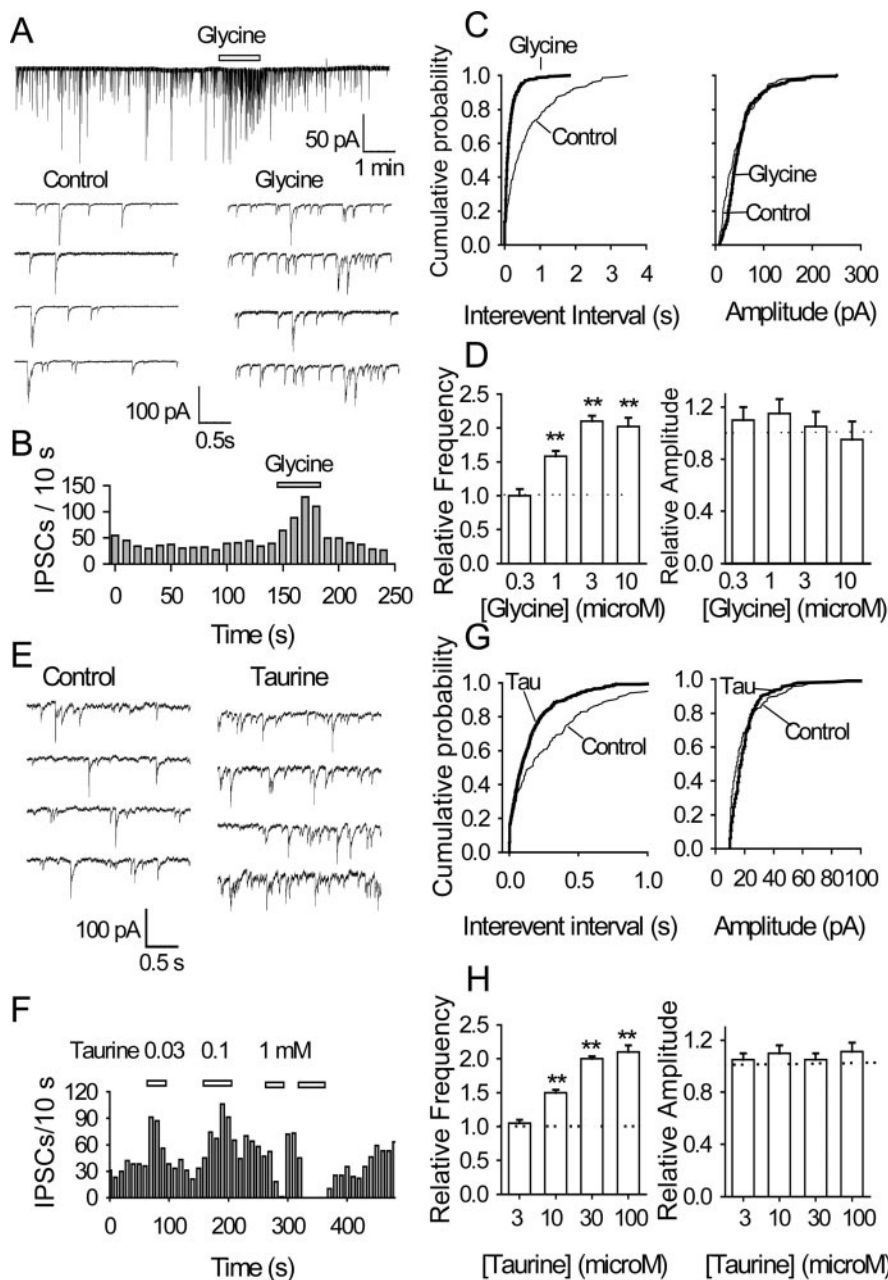 A
Glycine
50 pA
1 min
Control
Glycine
100 pA
0.5s
B
Glycine
IPSCs / 10 s
150
100
50
0
0 50 100 150 200 250
Time (s)
C
Glycine
Control
Cumulative probability
1.0
0.8
0.6
0.4
0.2
0.0
0 1 2 3 4
Interevent Interval (s)
Glycine
Control
0 100 200 300
Amplitude (pA)
D
Relative Frequency
2.5
2.0
1.5
1.0
0.5
0.0
** ** **
0.3 1 3 10
[Glycine] (microM)
Relative Amplitude
1.2
0.8
0.4
0.0
0.3 1 3 10
[Glycine] (microM)
E
Control
Taurine
100 pA
0.5 s
F
Taurine 0.03 0.1 1 mM
IPSCs/10 s
120
90
60
30
0
0 100 200 300 400
Time (s)
G
Tau
Control
Cumulative probability
1.0
0.8
0.6
0.4
0.2
0.0
0.0 0.5 1.0
Interevent interval (s)
Tau
Control
1.0
0.8
0.6
0.4
0.2
0.0
20 40 60 80 100
Amplitude (pA)
H
Relative Frequency
2.5
2.0
1.5
1.0
0.5
0.0
** ** **
3 10 30 100
[Taurine] (microM)
Relative Amplitude
1.2
0.8
0.4
0.0
3 10 30 100
[Taurine] (microM)